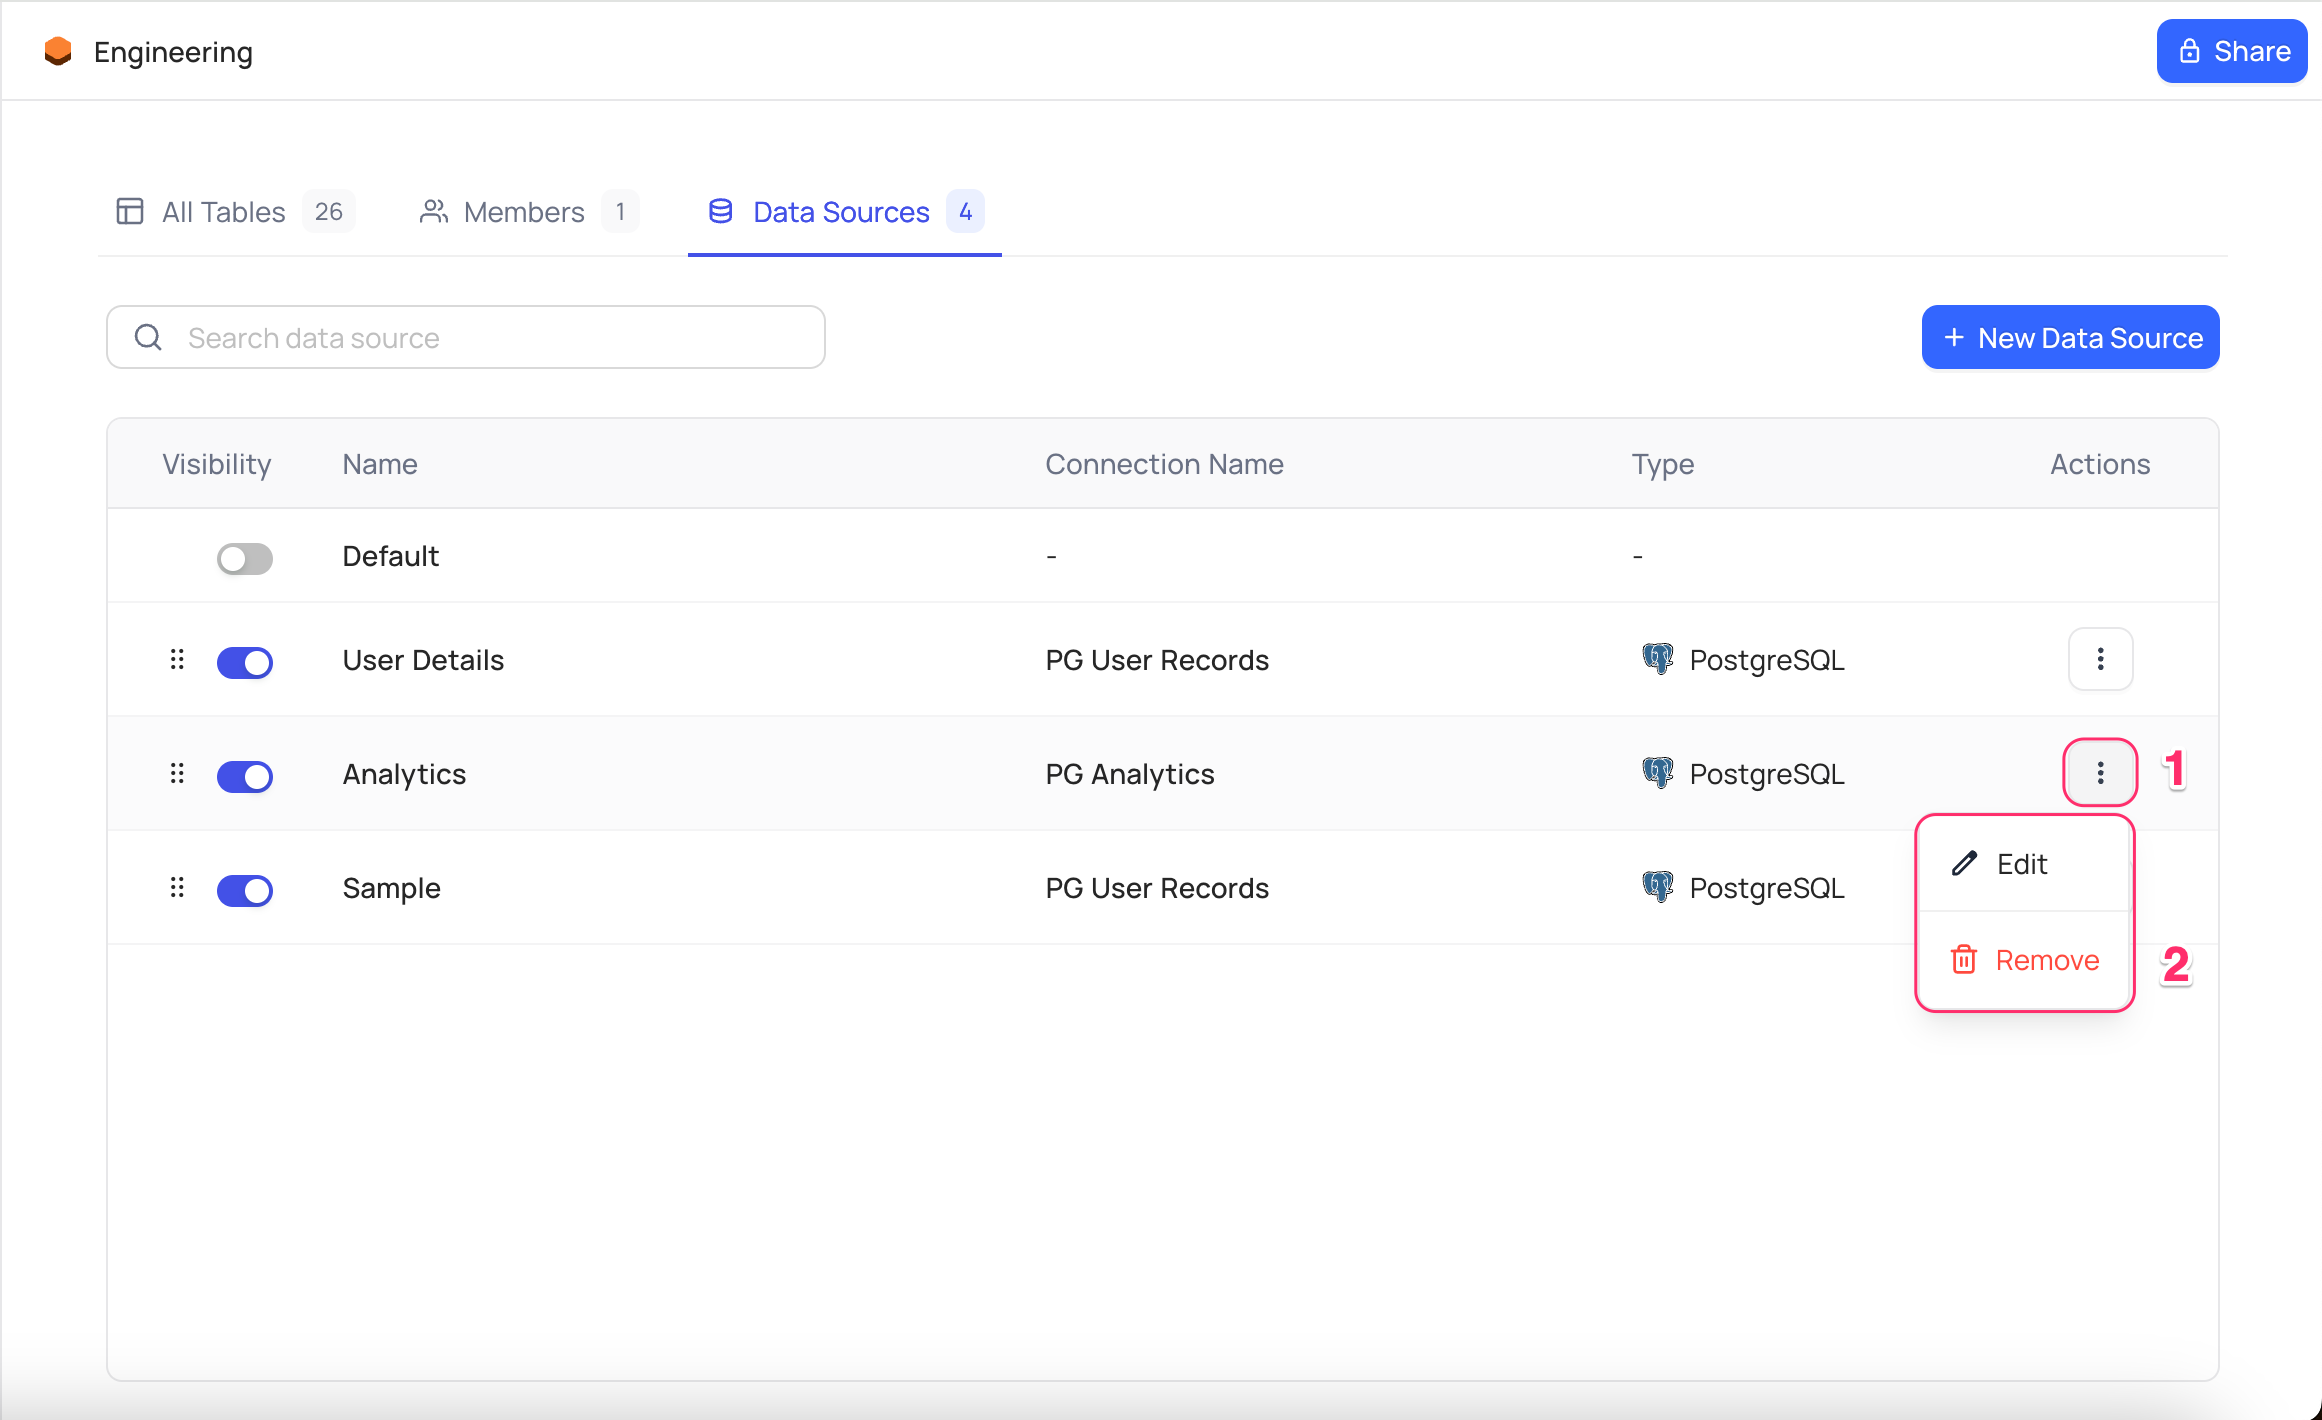 Engineering
Share
All Tables 26 Members 1 Data Sources 4
Search data source
+ New Data Source
Visibility Name Connection Name Type Actions
Default - -
User Details PG User Records PostgreSQL
Analytics PG Analytics PostgreSQL 1
Edit
Sample PG User Records PostgreSQL
Remove 2